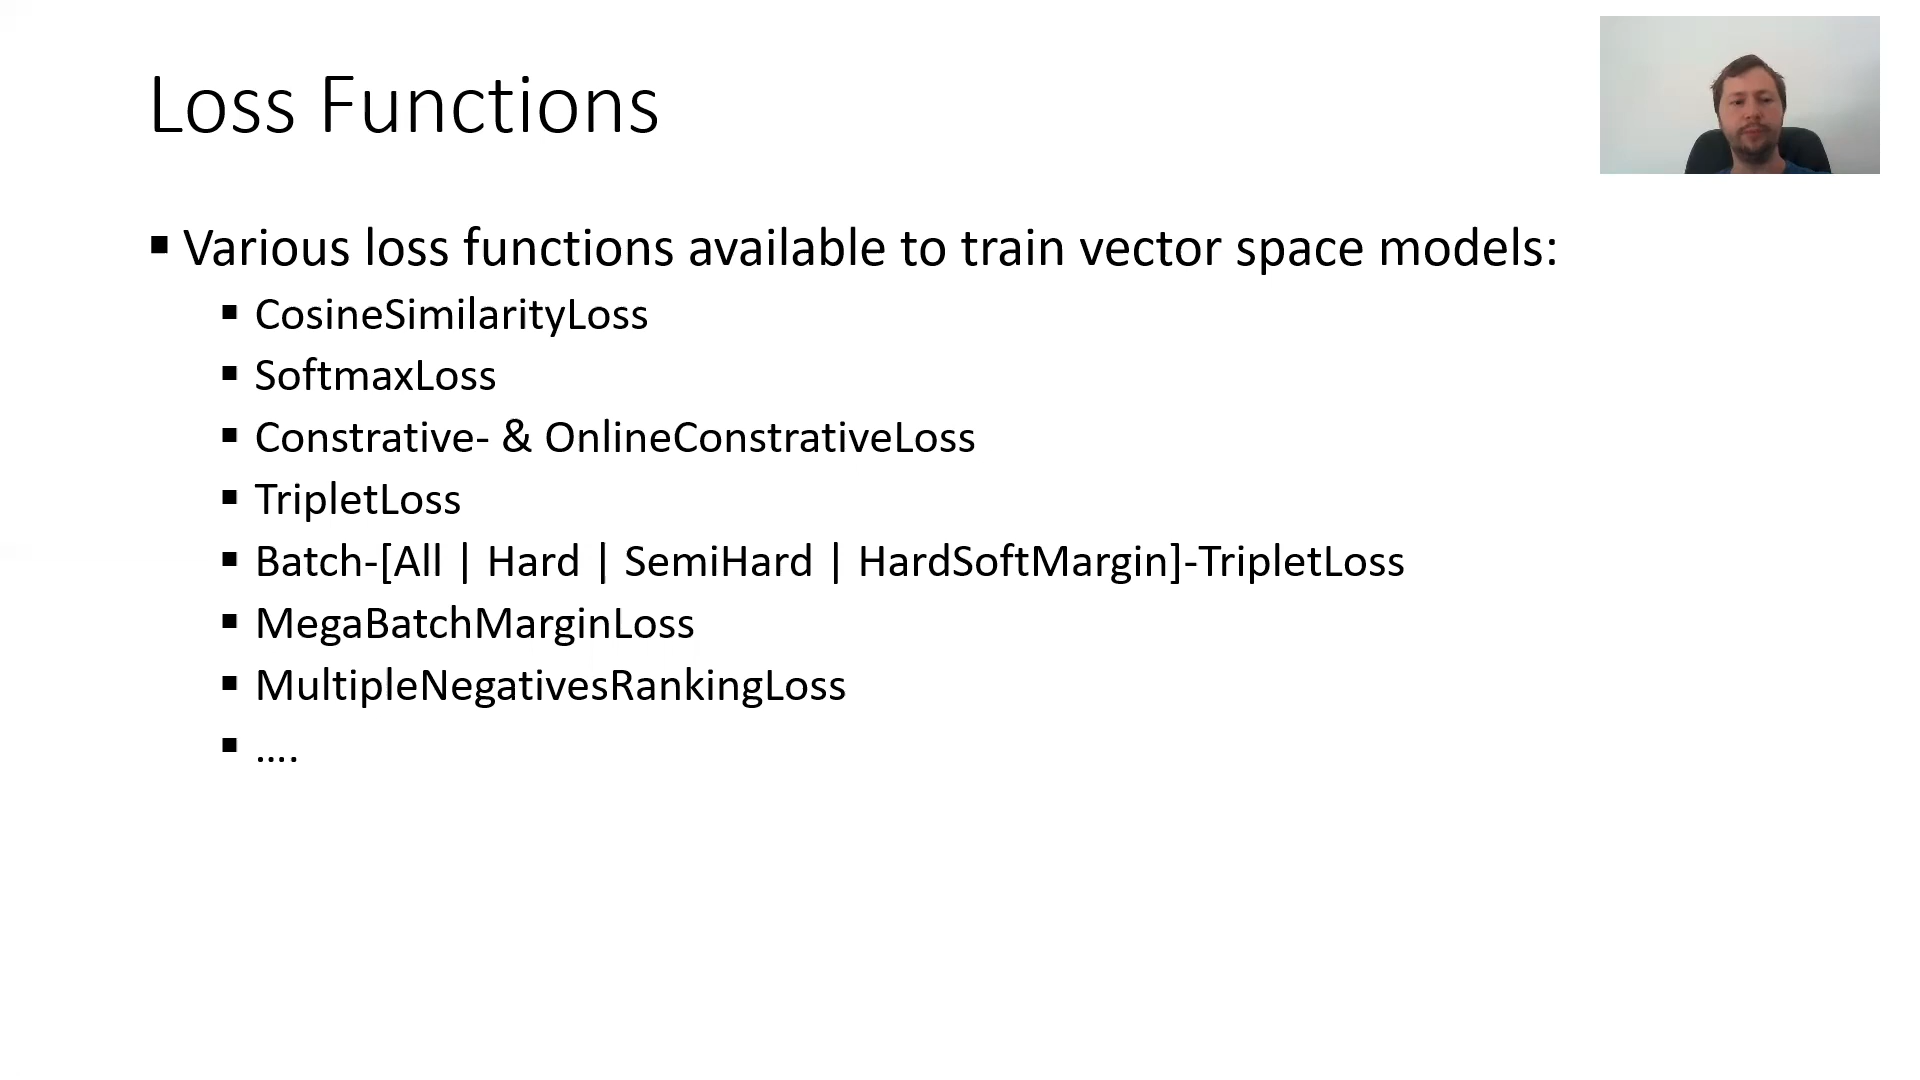 Loss Functions
Various loss functions available to train vector space models:
CosineSimilarityLoss
SoftmaxLoss
Constrative- & OnlineConstrativeLoss
TripletLoss
Batch-[All | Hard | SemiHard | HardSoftMargin]-TripletLoss
MegaBatchMarginLoss
MultipleNegativesRankingLoss
....